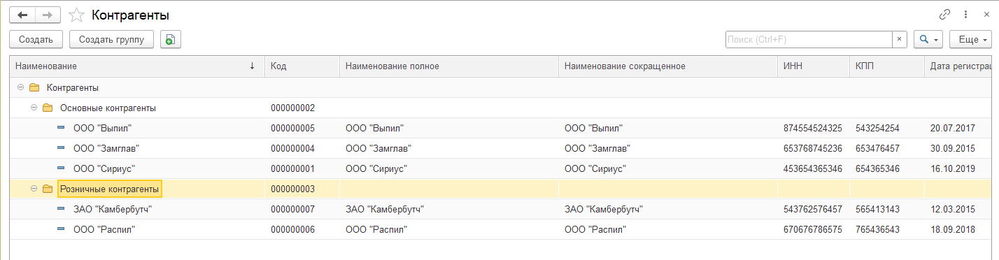 Контрагенты
Создать Создать группу Поиск (Ctrl+F) × Еще
Наименование ↓ Код Наименование полное Наименование сокращенное ИНН КПП Дата регистрац
Контрагенты
Основные контрагенты 000000002
ООО "Выпил" 000000005 ООО "Выпил" ООО "Выпил" 874554524325 543254254 20.07.2017
ООО "Замглав" 000000004 ООО "Замглав" ООО "Замглав" 653768745236 653476457 30.09.2015
ООО "Сириус" 000000001 ООО "Сириус" ООО "Сириус" 453654365346 654365346 16.10.2019
Розничные контрагенты 000000003
ЗАО "Камбербутч" 000000007 ЗАО "Камбербутч" ЗАО "Камбербутч" 543762576457 565413143 12.03.2015
ООО "Распил" 000000006 ООО "Распил" ООО "Распил" 670676786575 765436543 18.09.2018